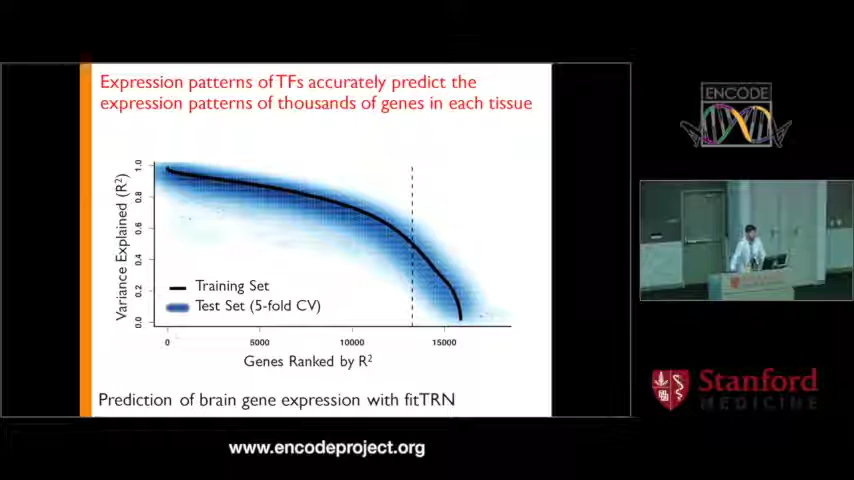 Expression patterns of TFs accurately predict the
expression patterns of thousands of genes in each tissue
Variance Explained (R²)
1.0
0.8
0.6
0.4
0.2
0.0
Training Set
Test Set (5-fold CV)
0 5000 10000 15000
Genes Ranked by R²
Prediction of brain gene expression with fitTRN
www.encodeproject.org
ENCODE
Stanford
MEDICINE